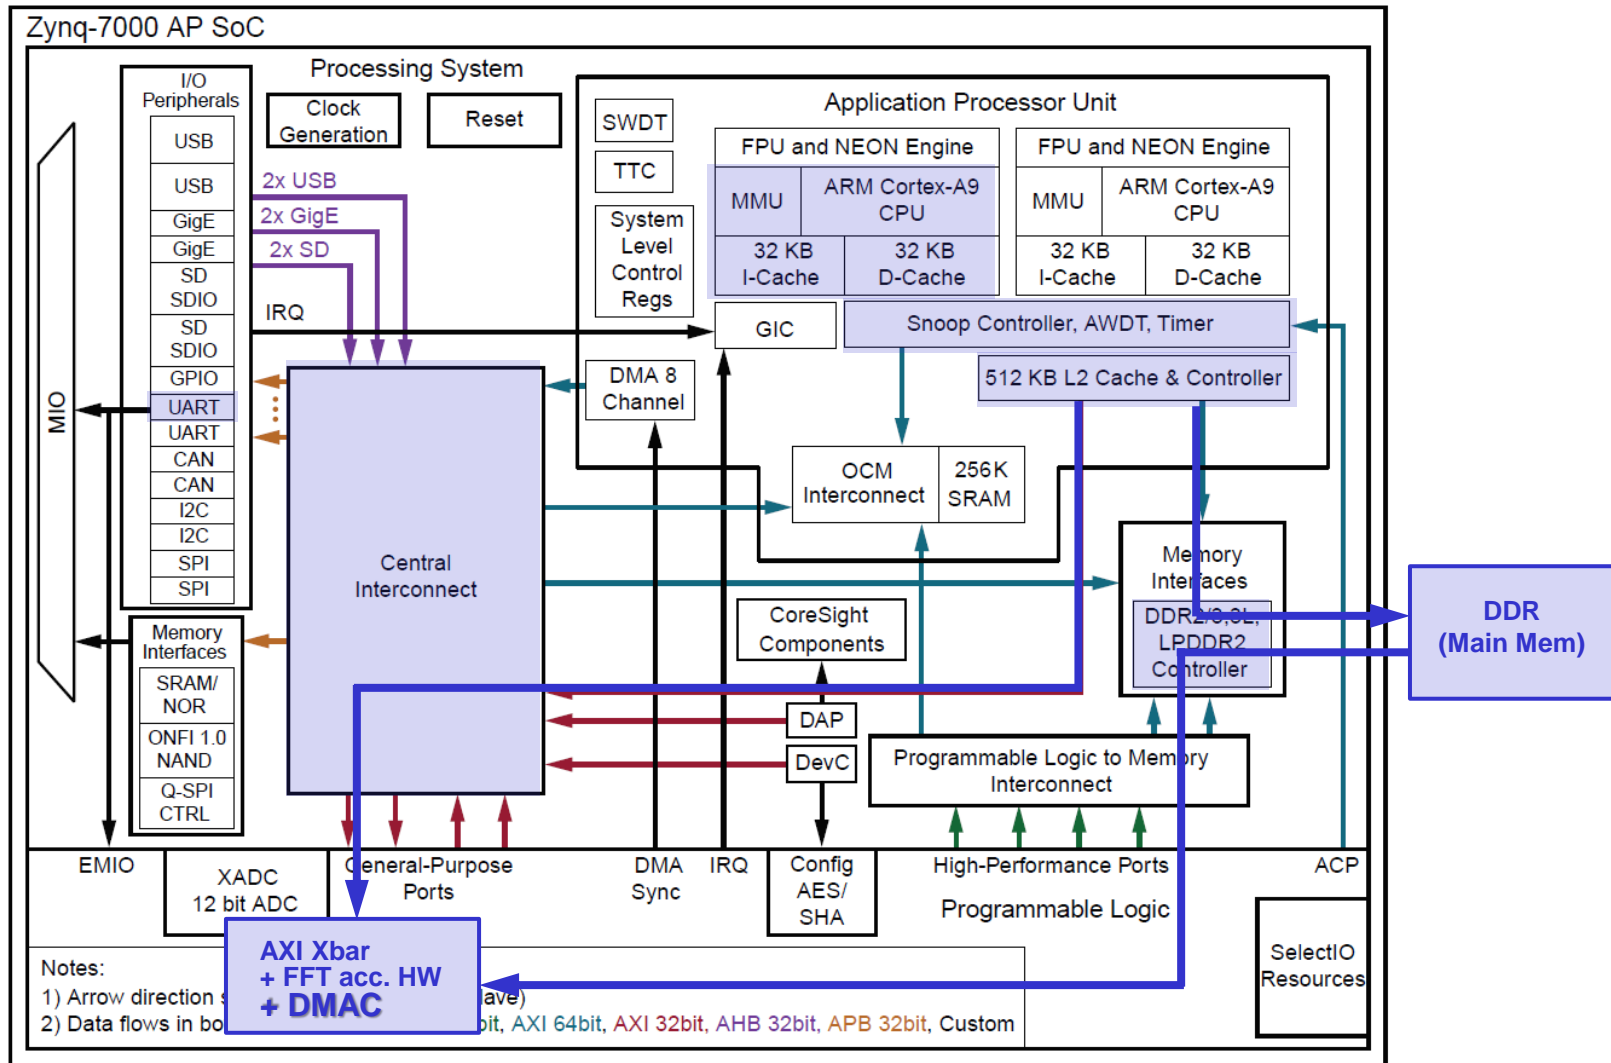 Zynq-7000 AP SoC
Processing System
I/O
Peripherals
USB
USB
GigE
GigE
SD
SDIO
SD
SDIO
GPIO
UART
UART
CAN
CAN
I2C
I2C
SPI
SPI
MIO
Clock
Generation
Reset
2x USB
2x GigE
2x SD
IRQ
Application Processor Unit
SWDT
TTC
System
Level
Control
Regs
FPU and NEON Engine
MMU
ARM Cortex-A9
CPU
32 KB
I-Cache
32 KB
D-Cache
FPU and NEON Engine
MMU
ARM Cortex-A9
CPU
32 KB
I-Cache
32 KB
D-Cache
GIC
Snoop Controller, AWDT, Timer
DMA 8
Channel
512 KB L2 Cache & Controller
OCM
Interconnect
256K
SRAM
Central
Interconnect
Memory
Interfaces
DDR2/3,3L,
LPDDR2
Controller
DDR
(Main Mem)
CoreSight
Components
Memory
Interfaces
SRAM/
NOR
ONFI 1.0
NAND
Q-SPI
CTRL
DAP
DevC
Programmable Logic to Memory
Interconnect
EMIO
XADC
12 bit ADC
General-Purpose
Ports
DMA
Sync
IRQ
Config
AES/
SHA
High-Performance Ports
ACP
Programmable Logic
SelectIO
Resources
AXI Xbar
+ FFT acc. HW
+ DMAC
Notes:
1) Arrow direction
2) Data flows in AXI 64bit, AXI 32bit, AHB 32bit, APB 32bit, Custom